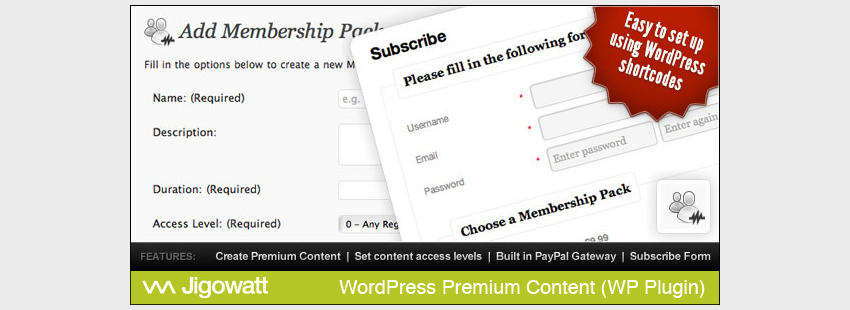 Add Membership Pack
Fill in the options below to create a new M
Name: (Required)
e.g.
Description:
Duration: (Required)
Access Level: (Required)
0 – Any Reg
Subscribe
Please fill in the following for
Username
*
Email
*
Password
*
Enter password
Enter again
Choose a Membership Pack
$9.99
Easy to set up
using WordPress
shortcodes
FEATURES: Create Premium Content | Set content access levels | Built in PayPal Gateway | Subscribe Form
Jigowatt WordPress Premium Content (WP Plugin)